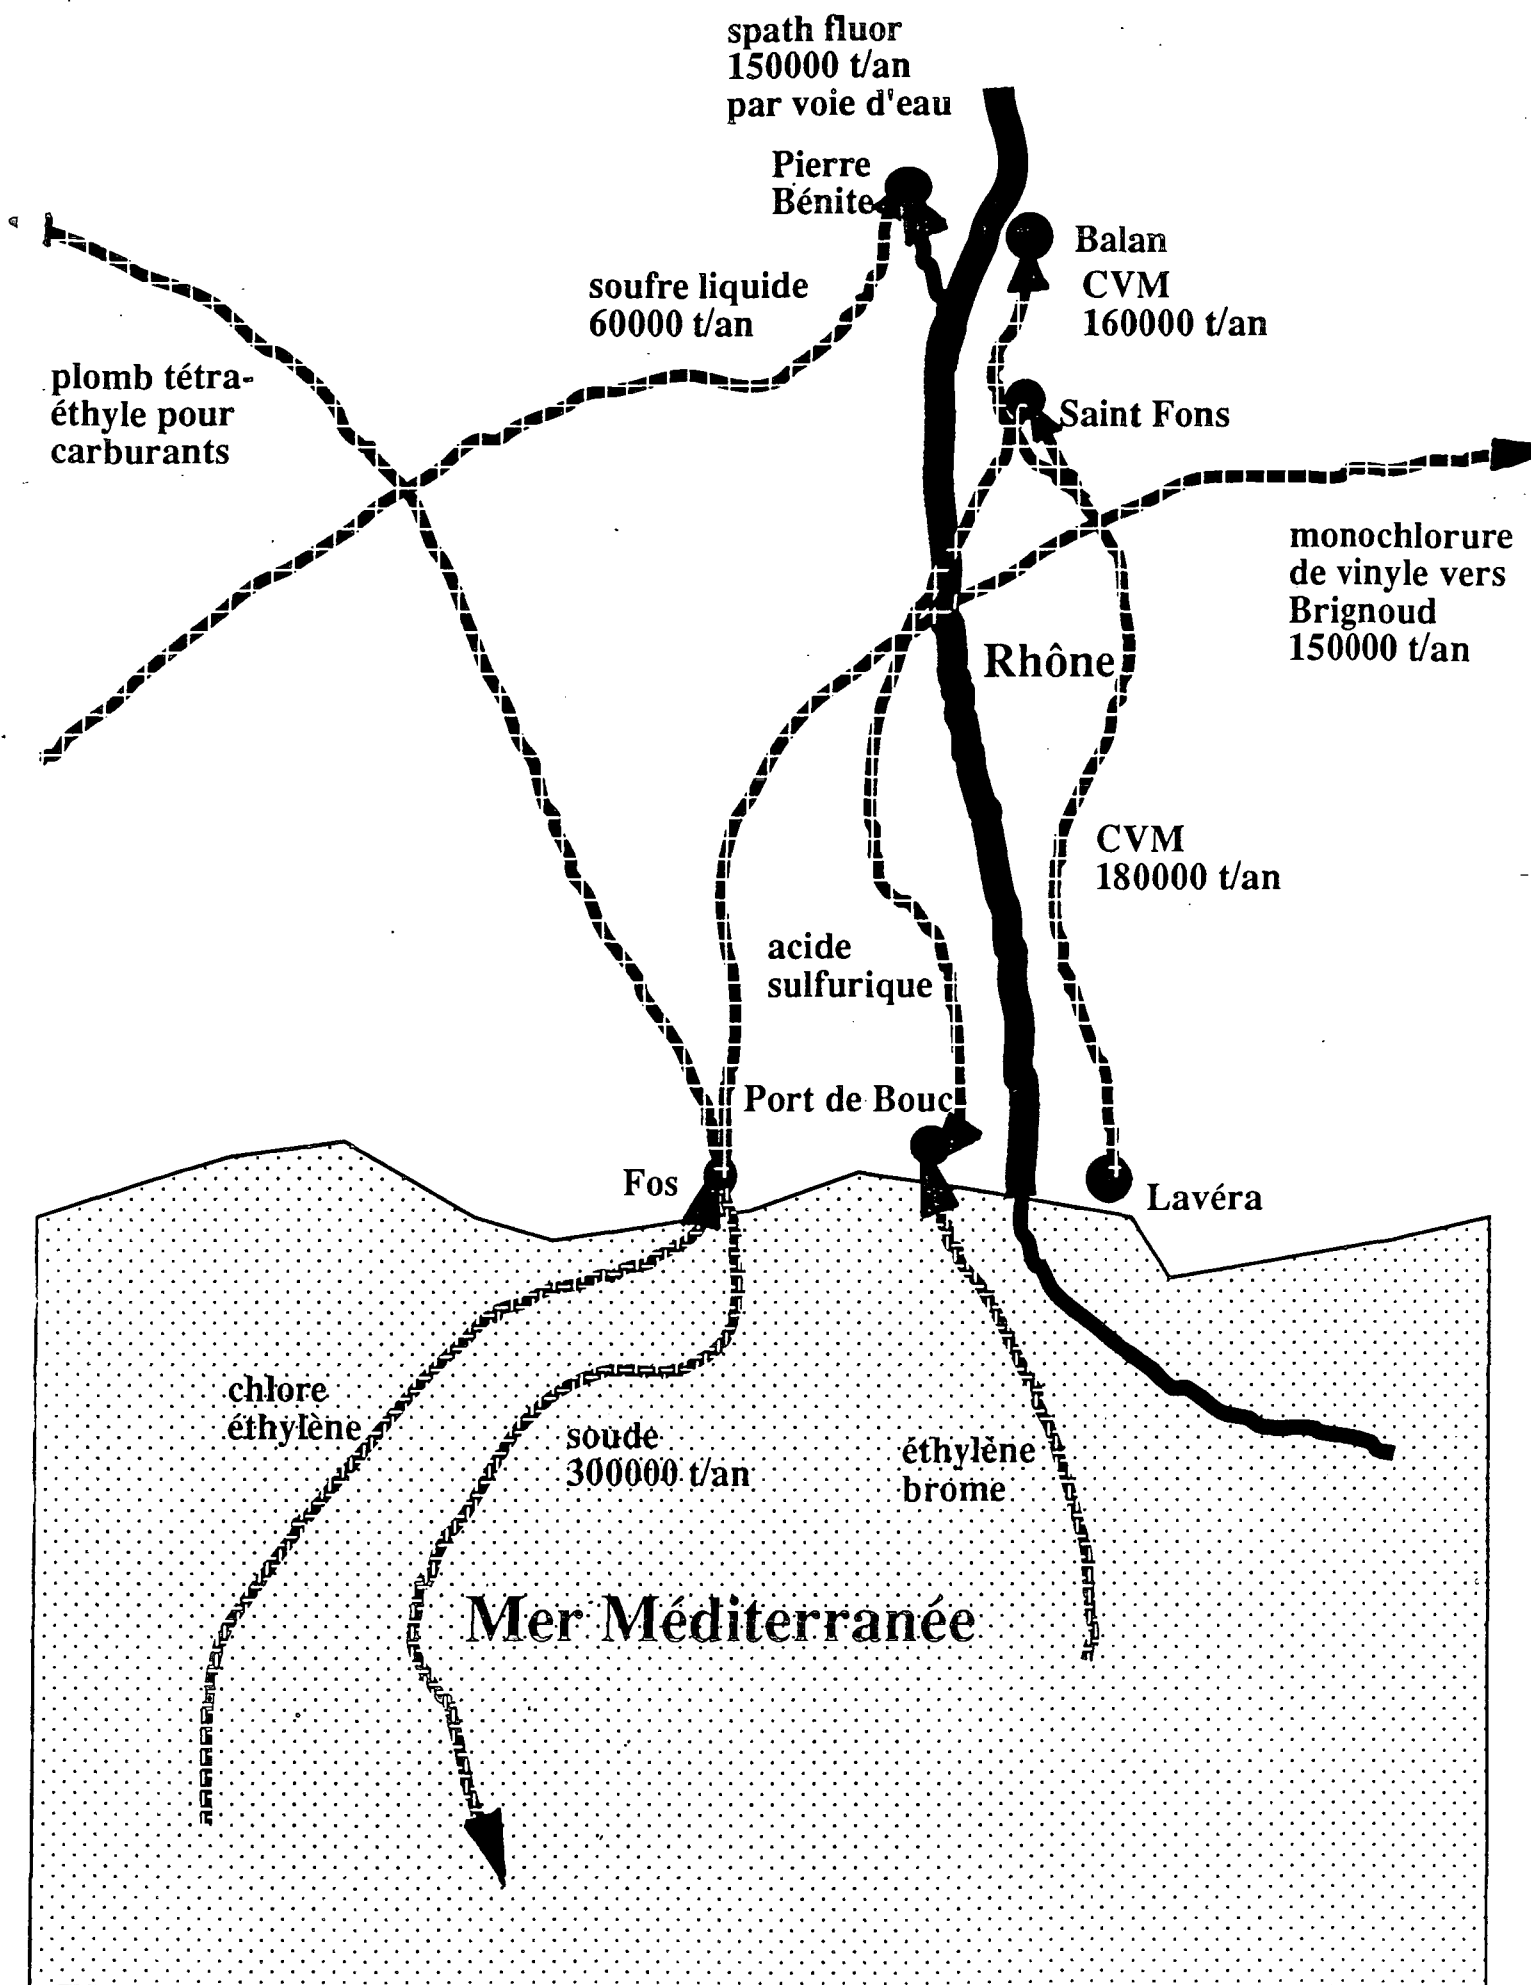 spath fluor
150000 t/an
par voie d'eau
Pierre
Bénite
Balan
CVM
160000 t/an
soufre liquide
60000 t/an
plomb tétra-
éthyle pour
carburants
Saint Fons
monochlorure
de vinyle vers
Brignoud
150000 t/an
Rhône
CVM
180000 t/an
acide
sulfurique
Port de Bouc
Fos
Lavéra
chlore
éthylène
soude
300000 t/an
éthylène
brome
Mer Méditerranée